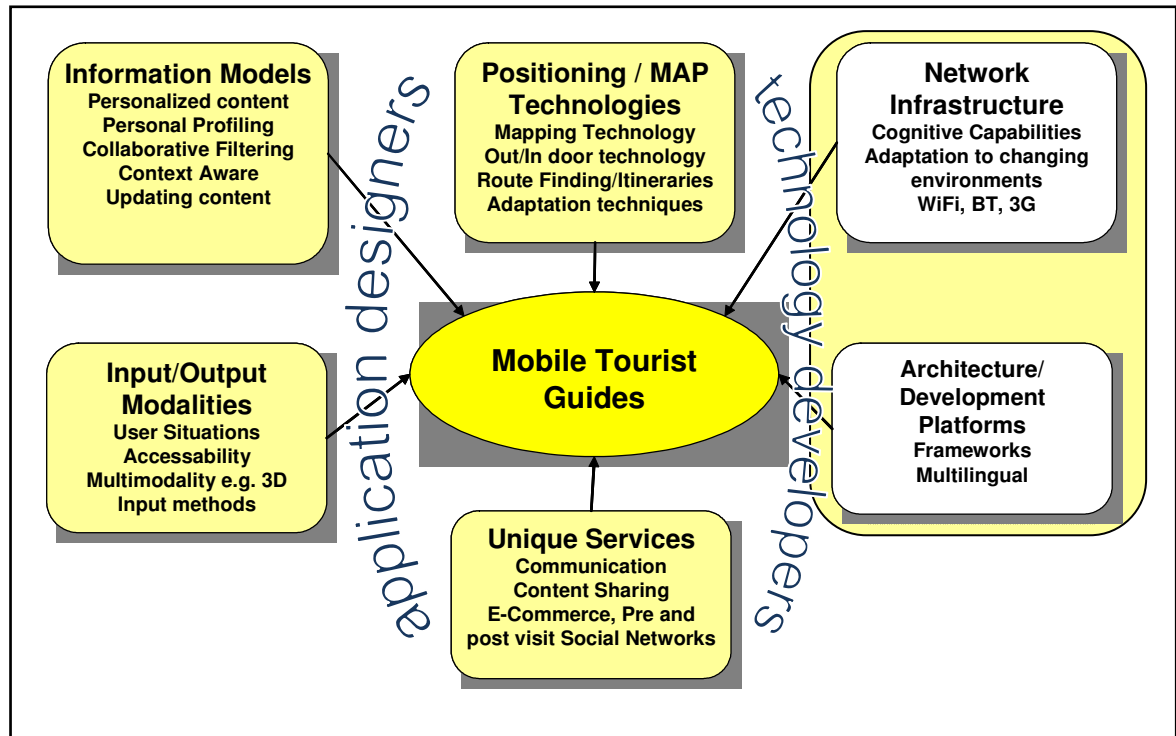 Information Models
Personalized content
Personal Profiling
Collaborative Filtering
Context Aware
Updating content
Positioning / MAP
Technologies
Mapping Technology
Out/In door technology
Route Finding/Itineraries
Adaptation techniques
Network
Infrastructure
Cognitive Capabilities
Adaptation to changing
environments
WiFi, BT, 3G
application designers
technology developers
Mobile Tourist
Guides
Input/Output
Modalities
User Situations
Accessability
Multimodality e.g. 3D
Input methods
Architecture/
Development
Platforms
Frameworks
Multilingual
Unique Services
Communication
Content Sharing
E-Commerce, Pre and
post visit Social Networks